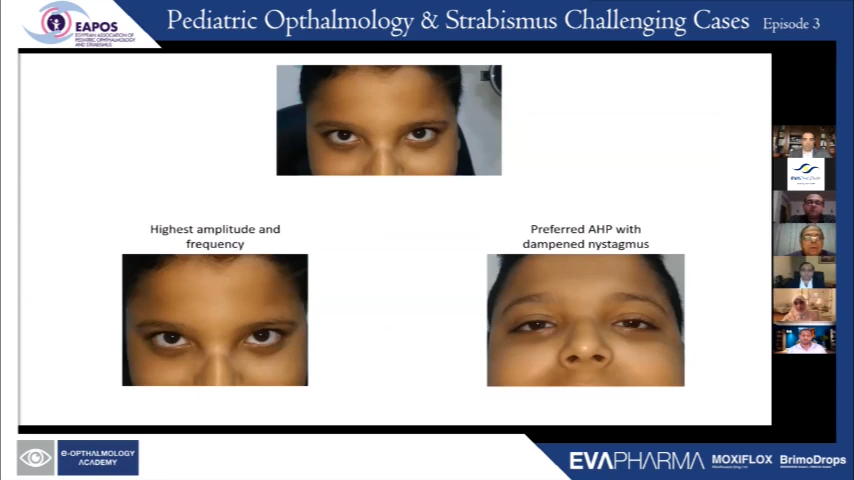 EAPOS
EGYPTIAN ASSOCIATION OF
PEDIATRIC OPHTHALMOLOGY
AND STRABISMUS
Pediatric Opthalmology & Strabismus Challenging Cases Episode 3
Highest amplitude and
frequency
Preferred AHP with
dampened nystagmus
e-OPTHALMOLOGY
ACADEMY
EVAPHARMA
MOXIFLOX
BrimoDrops